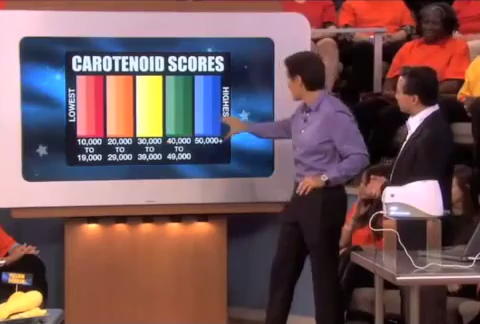 CAROTENOID SCORES
LOWEST
HIGHEST
10,000 TO 19,000
20,000 TO 29,000
30,000 TO 39,000
40,000 TO 49,000
50,000+